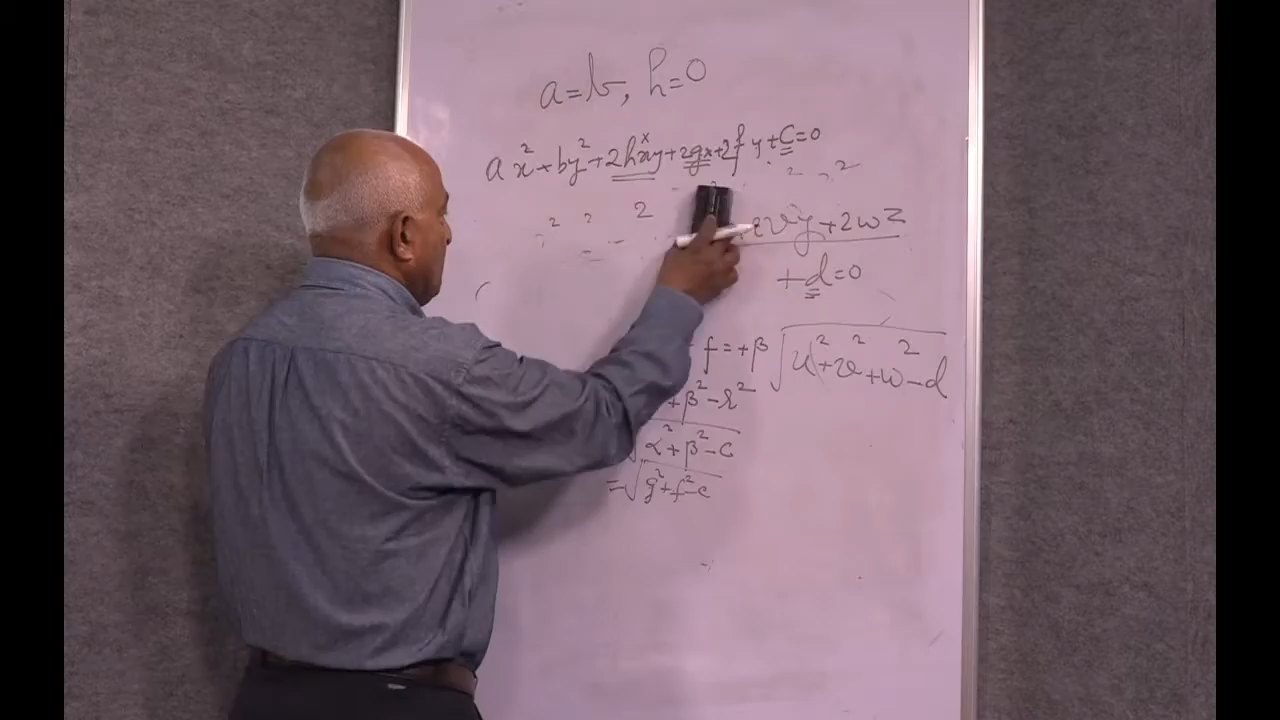 a=b, h=0
ax²+by²+2hxy+2gx+2fy+c=0
2vy+2wz
+d=0
f=+β √u²+v²+w²-d
+β²-r²
√α²+β²-c
=√g²+f²-c